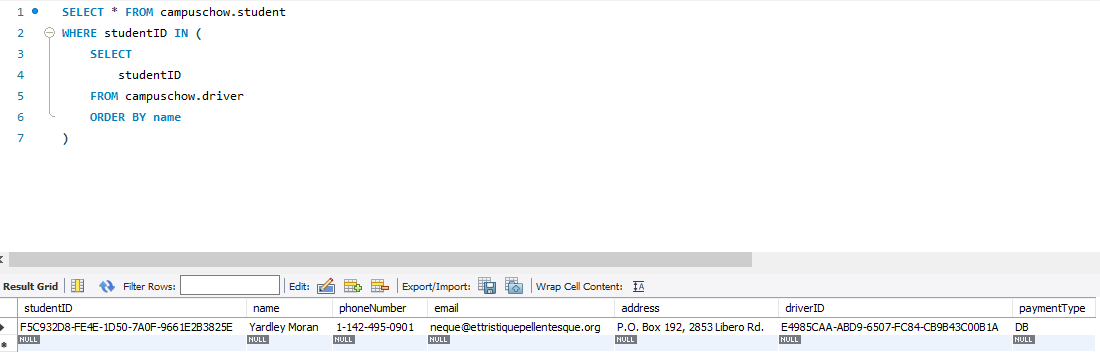 1 SELECT * FROM campuschow.student
2 WHERE studentID IN (
3 SELECT
4 studentID
5 FROM campuschow.driver
6 ORDER BY name
7 )
Result Grid Filter Rows: Edit: Export/Import: Wrap Cell Content: IA
studentID name phoneNumber email address driverID paymentType
F5C932D8-FE4E-1D50-7A0F-9661E2B3825E Yardley Moran 1-142-495-0901 neque@ettristiquepellentesque.org P.O. Box 192, 2853 Libero Rd. E4985CAA-ABD9-6507-FC84-CB9B43C00B1A DB
NULL NULL NULL NULL NULL NULL NULL